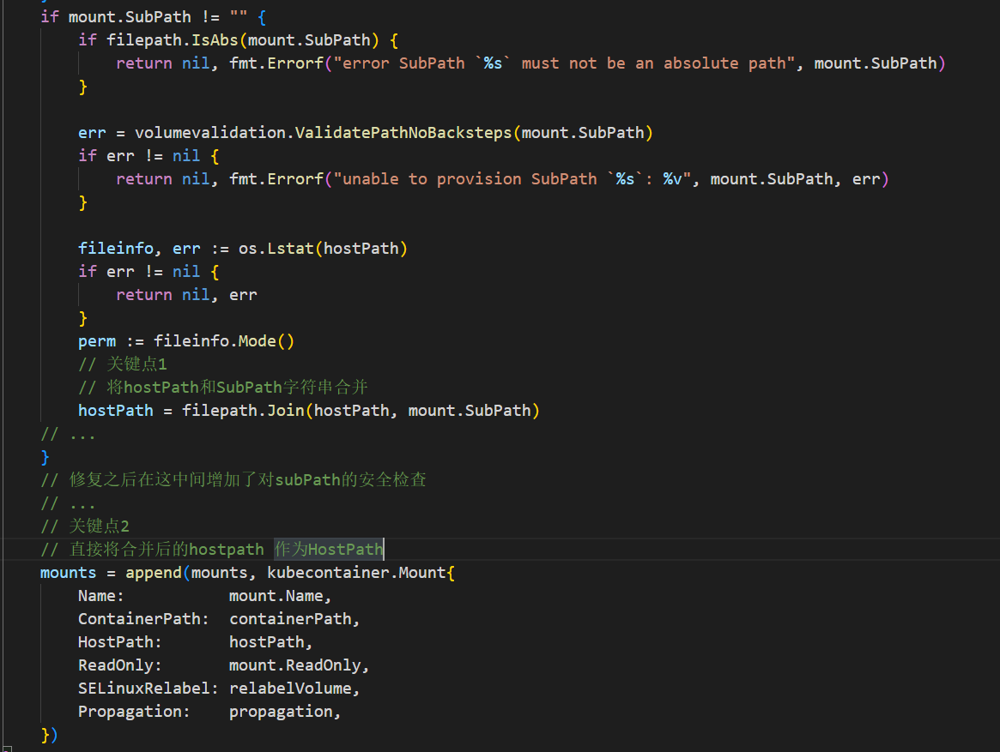 if mount.SubPath != "" {
if filepath.IsAbs(mount.SubPath) {
return nil, fmt.Errorf("error SubPath `%s` must not be an absolute path", mount.SubPath)
}
err = volumevalidation.ValidatePathNoBacksteps(mount.SubPath)
if err != nil {
return nil, fmt.Errorf("unable to provision SubPath `%s`: %v", mount.SubPath, err)
}
fileinfo, err := os.Lstat(hostPath)
if err != nil {
return nil, err
}
perm := fileinfo.Mode()
// 关键点1
// 将hostPath和SubPath字符串合并
hostPath = filepath.Join(hostPath, mount.SubPath)
// ...
}
// 修复之后在这中间增加了对subPath的安全检查
// ...
// 关键点2
// 直接将合并后的hostpath 作为HostPath
mounts = append(mounts, kubecontainer.Mount{
Name: mount.Name,
ContainerPath: containerPath,
HostPath: hostPath,
ReadOnly: mount.ReadOnly,
SELinuxRelabel: relabelVolume,
Propagation: propagation,
})